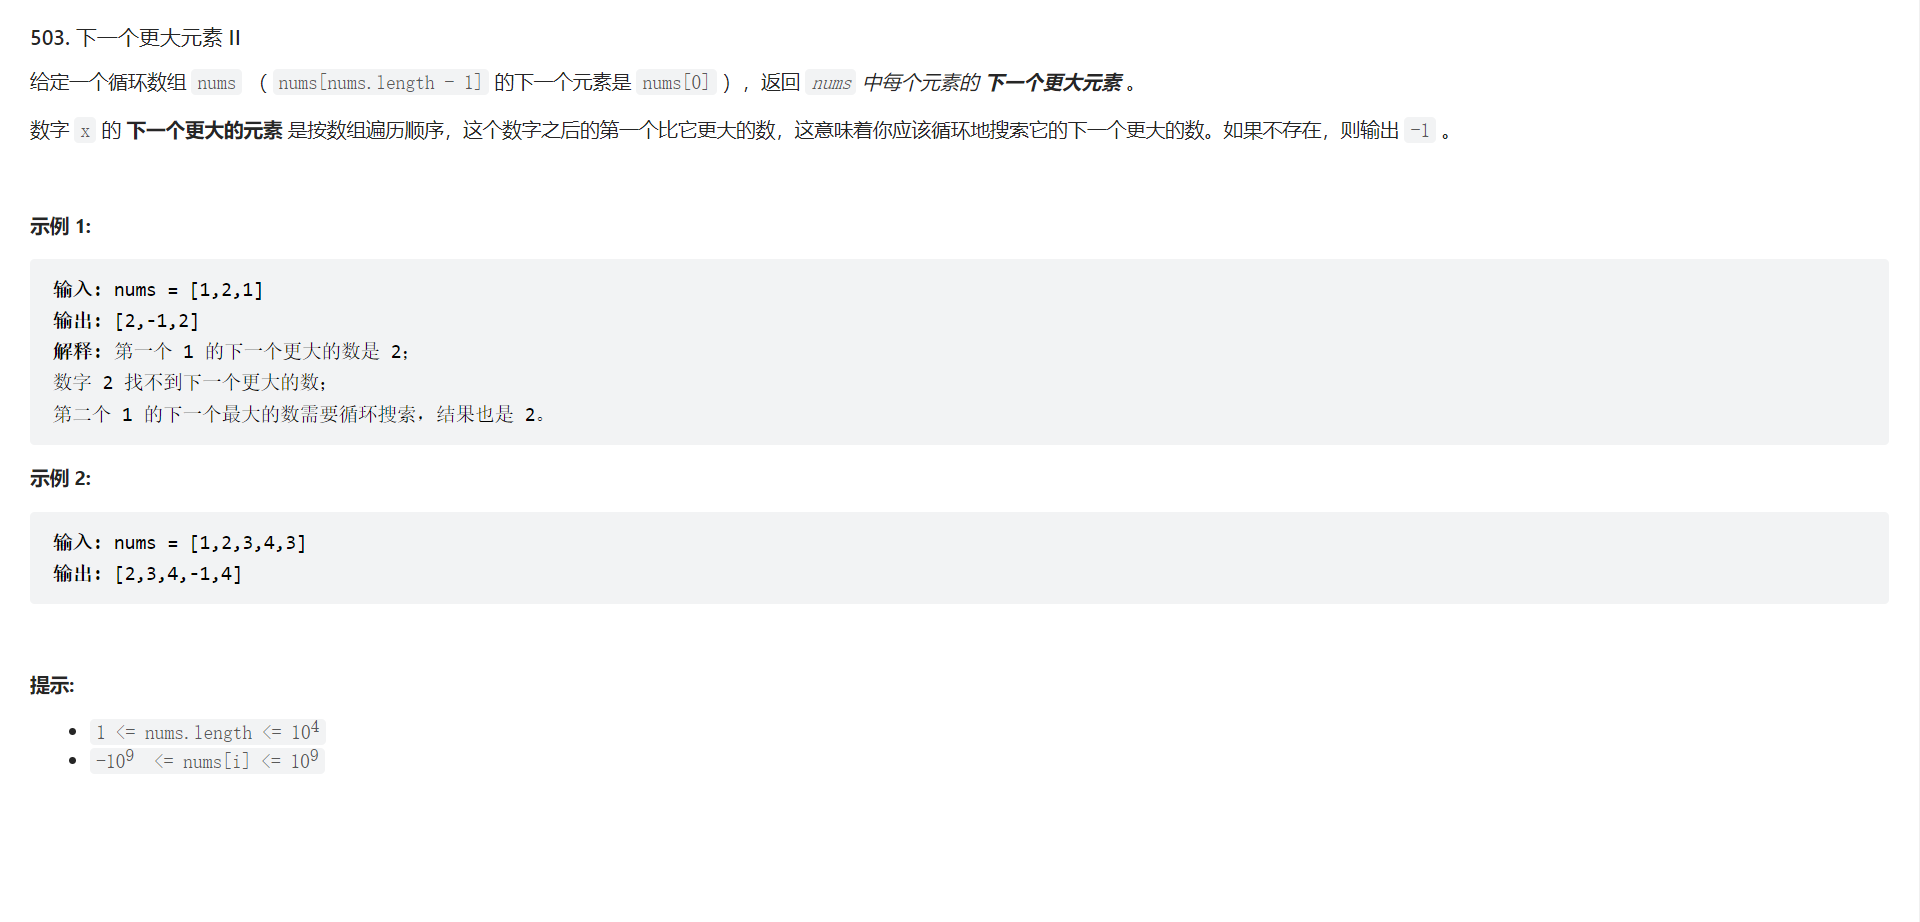 503. 下一个更大元素 II
给定一个循环数组 nums （ nums[nums.length - 1] 的下一个元素是 nums[0] ），返回 nums 中每个元素的 下一个更大元素 。
数字 x 的 下一个更大的元素 是按数组遍历顺序，这个数字之后的第一个比它更大的数，这意味着你应该循环地搜索它的下一个更大的数。如果不存在，则输出 -1 。
示例 1:
输入: nums = [1,2,1]
输出: [2,-1,2]
解释: 第一个 1 的下一个更大的数是 2；
数字 2 找不到下一个更大的数；
第二个 1 的下一个最大的数需要循环搜索，结果也是 2。
示例 2:
输入: nums = [1,2,3,4,3]
输出: [2,3,4,-1,4]
提示:
• 1 <= nums.length <= 10⁴
• -10⁹ <= nums[i] <= 10⁹